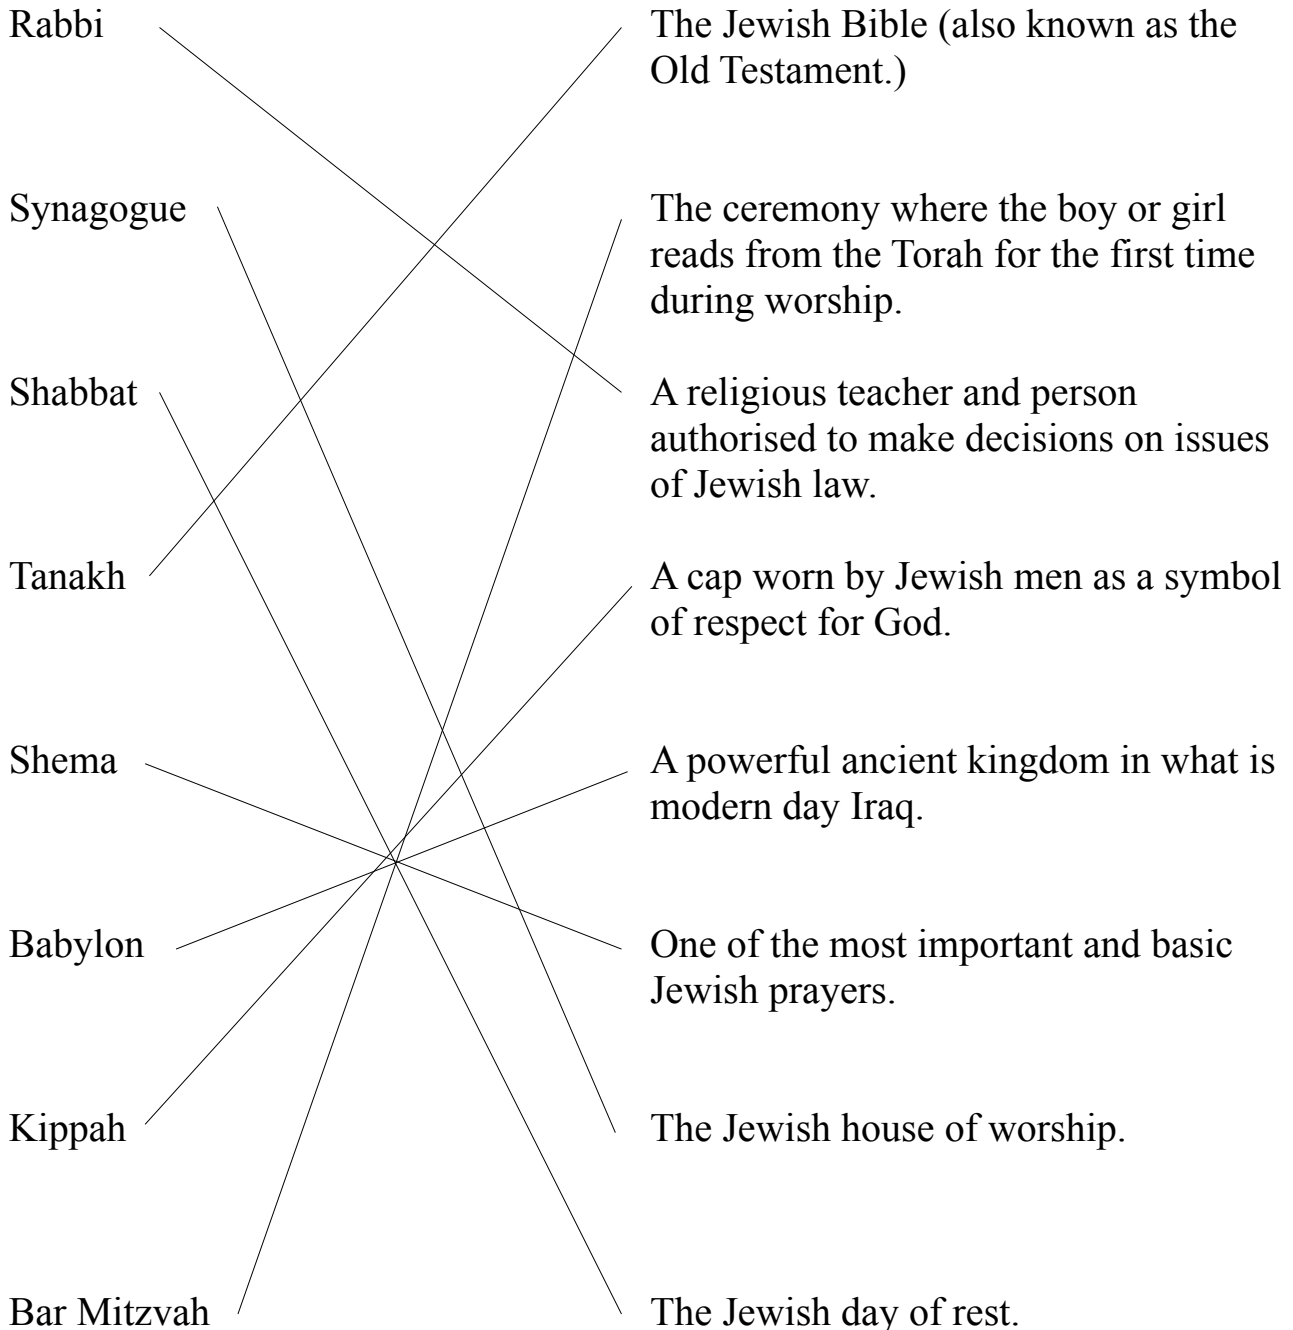 Rabbi
The Jewish Bible (also known as the
Old Testament.)
Synagogue
The ceremony where the boy or girl
reads from the Torah for the first time
during worship.
Shabbat
A religious teacher and person
authorised to make decisions on issues
of Jewish law.
Tanakh
A cap worn by Jewish men as a symbol
of respect for God.
Shema
A powerful ancient kingdom in what is
modern day Iraq.
Babylon
One of the most important and basic
Jewish prayers.
Kippah
The Jewish house of worship.
Bar Mitzvah
The Jewish day of rest.